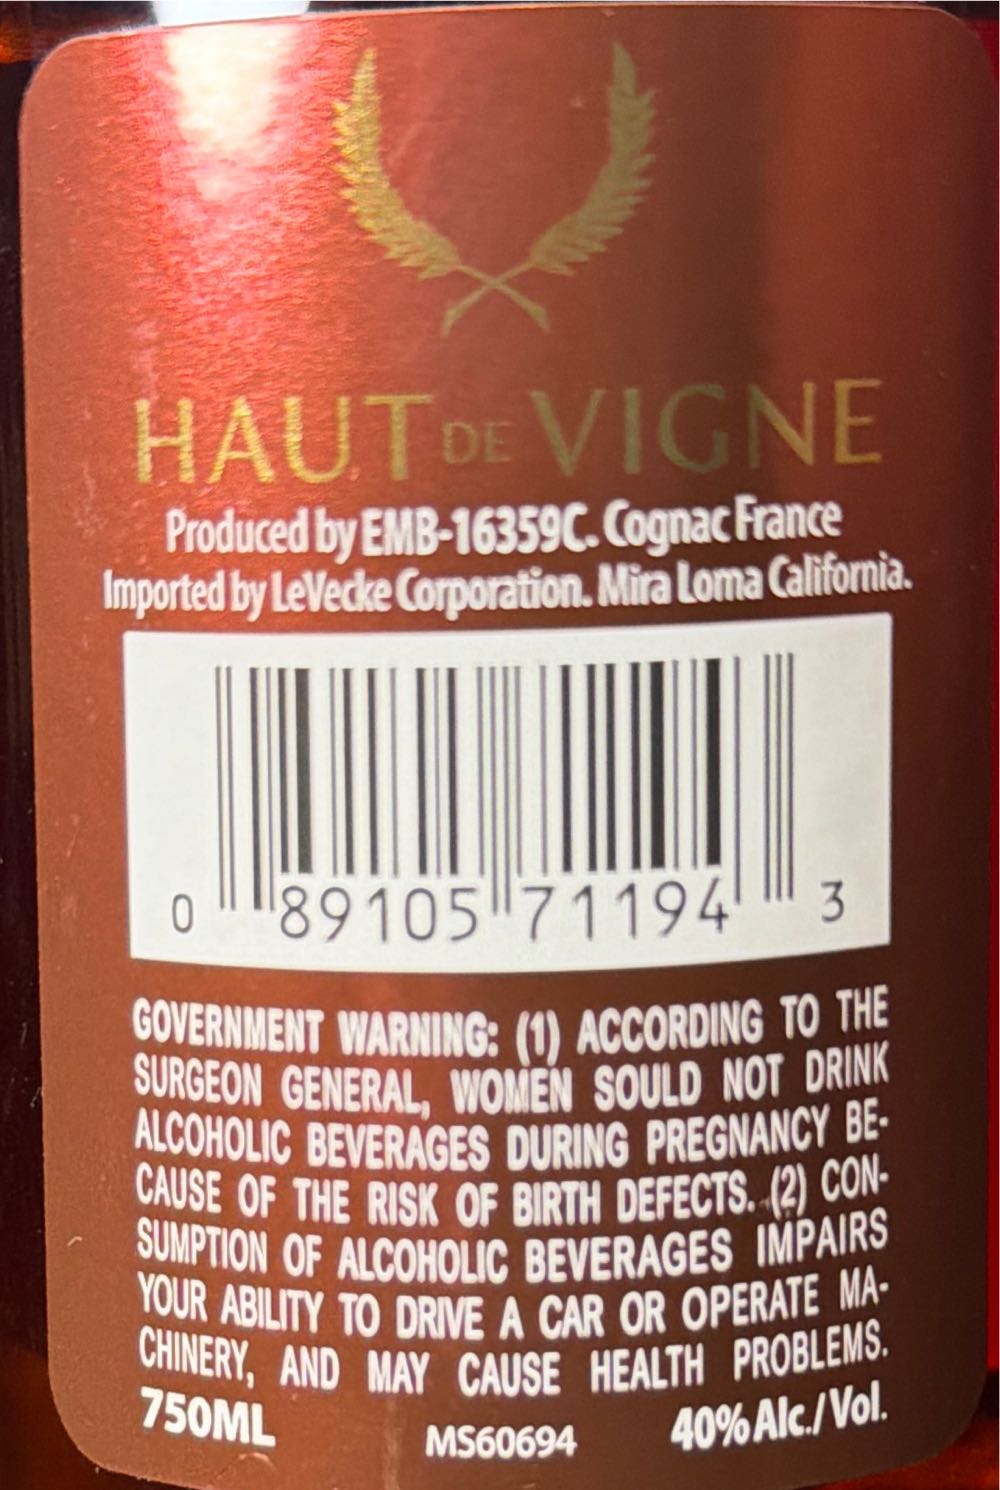 HAUT DE VIGNE
Produced by EMB-16359C. Cognac France
Imported by LeVecke Corporation. Mira Loma California.
0 89105 71194 3
GOVERNMENT WARNING: (1) ACCORDING TO THE
SURGEON GENERAL, WOMEN SOULD NOT DRINK
ALCOHOLIC BEVERAGES DURING PREGNANCY BE-
CAUSE OF THE RISK OF BIRTH DEFECTS. (2) CON-
SUMPTION OF ALCOHOLIC BEVERAGES IMPAIRS
YOUR ABILITY TO DRIVE A CAR OR OPERATE MA-
CHINERY, AND MAY CAUSE HEALTH PROBLEMS.
750ML MS60694 40% Alc./Vol.